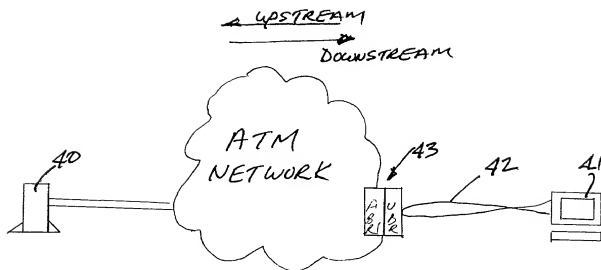 UPSTREAM
DOWNSTREAM
ATM
NETWORK
40
43
42
41
ABR
UBR